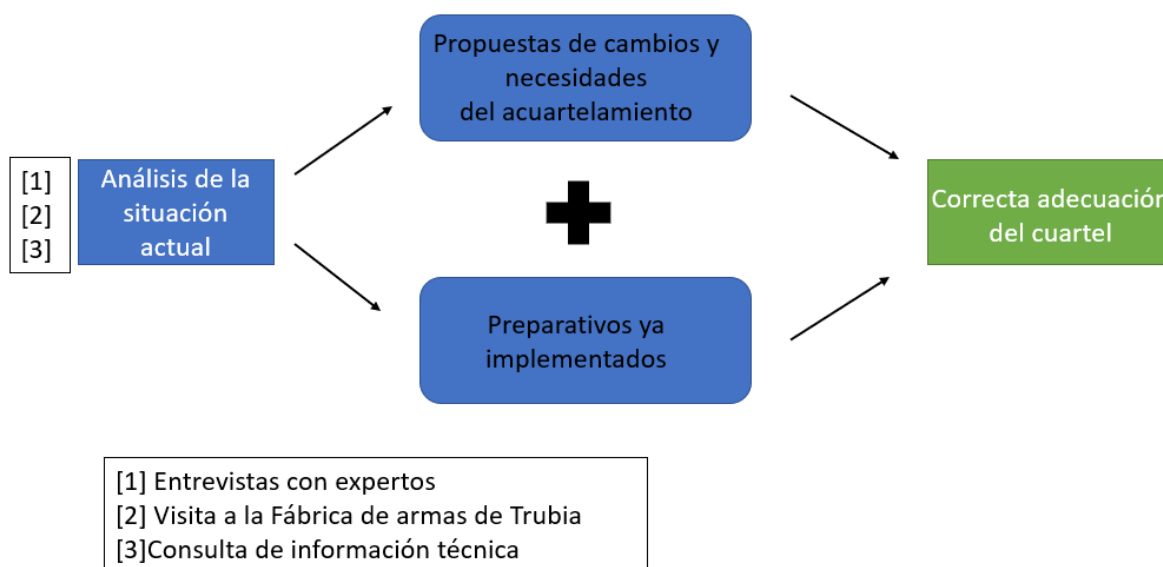 Propuestas de cambios y
necesidades
del acuartelamiento
[1]
[2]
[3]
Análisis de la
situación
actual
Correcta adecuación
del cuartel
Preparativos ya
implementados
[1] Entrevistas con expertos
[2] Visita a la Fábrica de armas de Trubia
[3]Consulta de información técnica